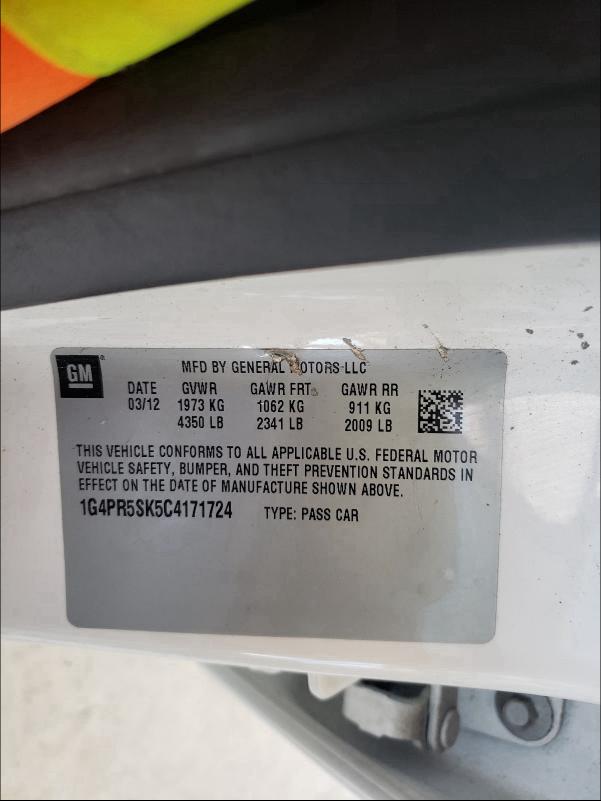 GM
MFD BY GENERAL MOTORS LLC
DATE GVWR GAWR FRT GAWR RR
03/12 1973 KG 1062 KG 911 KG
4350 LB 2341 LB 2009 LB
THIS VEHICLE CONFORMS TO ALL APPLICABLE U.S. FEDERAL MOTOR
VEHICLE SAFETY, BUMPER, AND THEFT PREVENTION STANDARDS IN
EFFECT ON THE DATE OF MANUFACTURE SHOWN ABOVE.
1G4PR5SK5C4171724 TYPE: PASS CAR